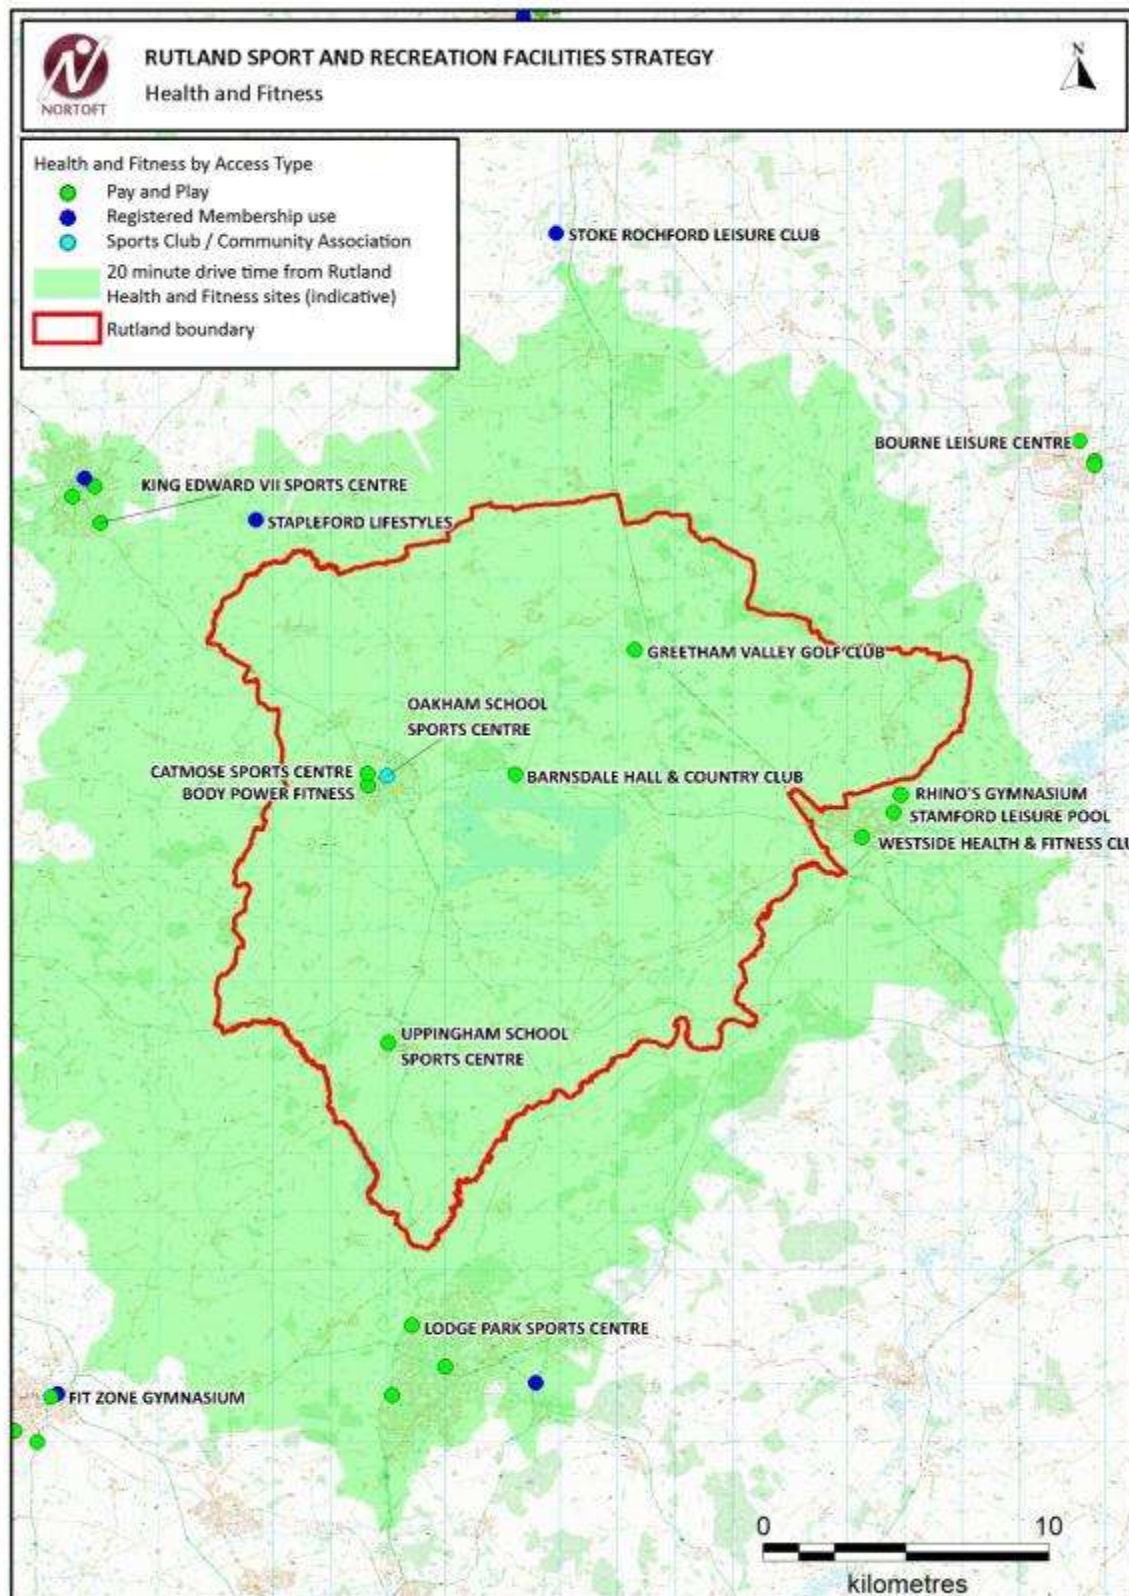 NORTOFT
RUTLAND SPORT AND RECREATION FACILITIES STRATEGY
Health and Fitness
N
Health and Fitness by Access Type
Pay and Play
Registered Membership use
Sports Club / Community Association
20 minute drive time from Rutland
Health and Fitness sites (indicative)
Rutland boundary
STOKE ROCHFORD LEISURE CLUB
BOURNE LEISURE CENTRE
KING EDWARD VII SPORTS CENTRE
STAPLEFORD LIFESTYLES
GREETHAM VALLEY GOLF CLUB
OAKHAM SCHOOL
SPORTS CENTRE
CATMOSE SPORTS CENTRE
BODY POWER FITNESS
BARNSDALE HALL & COUNTRY CLUB
RHINO'S GYMNASIUM
STAMFORD LEISURE POOL
WESTSIDE HEALTH & FITNESS CLU
UPPINGHAM SCHOOL
SPORTS CENTRE
LODGE PARK SPORTS CENTRE
FIT ZONE GYMNASIUM
0 10
kilometres